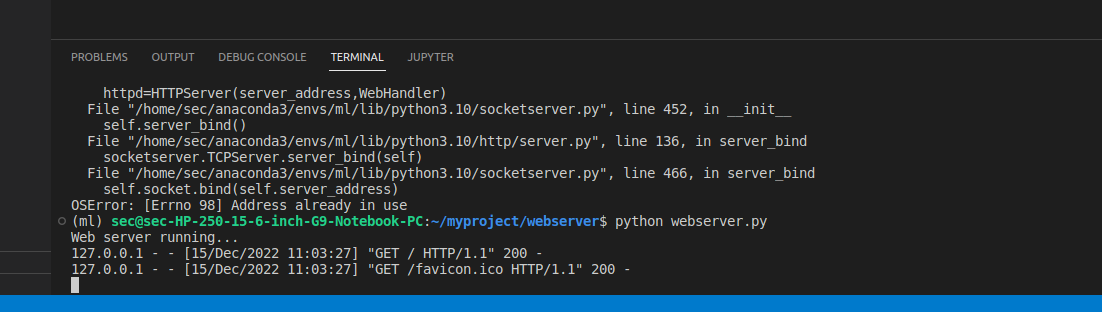 PROBLEMS OUTPUT DEBUG CONSOLE TERMINAL JUPYTER
httpd=HTTPServer(server_address,WebHandler)
File "/home/sec/anaconda3/envs/ml/lib/python3.10/socketserver.py", line 452, in __init__
self.server_bind()
File "/home/sec/anaconda3/envs/ml/lib/python3.10/http/server.py", line 136, in server_bind
socketserver.TCPServer.server_bind(self)
File "/home/sec/anaconda3/envs/ml/lib/python3.10/socketserver.py", line 466, in server_bind
self.socket.bind(self.server_address)
OSError: [Errno 98] Address already in use
(ml) sec@sec-HP-250-15-6-inch-G9-Notebook-PC:~/myproject/webserver$ python webserver.py
Web server running...
127.0.0.1 - - [15/Dec/2022 11:03:27] "GET / HTTP/1.1" 200 -
127.0.0.1 - - [15/Dec/2022 11:03:27] "GET /favicon.ico HTTP/1.1" 200 -